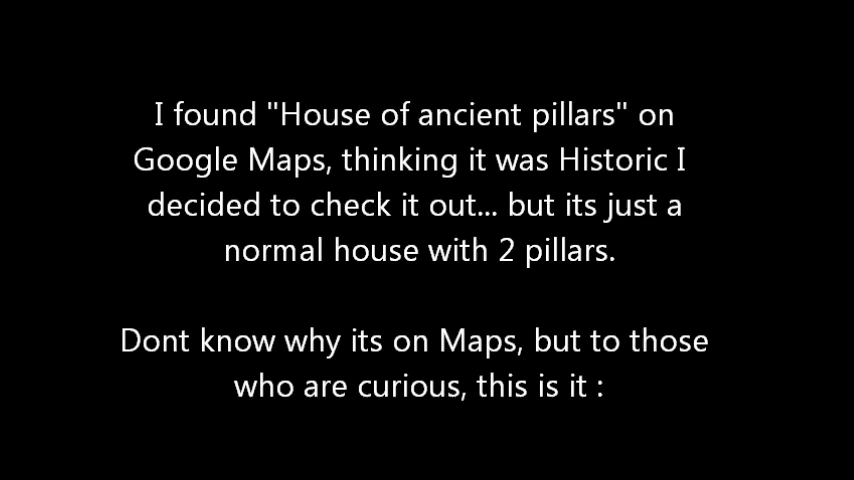 I found "House of ancient pillars" on
Google Maps, thinking it was Historic I
decided to check it out... but its just a
normal house with 2 pillars.
Dont know why its on Maps, but to those
who are curious, this is it :